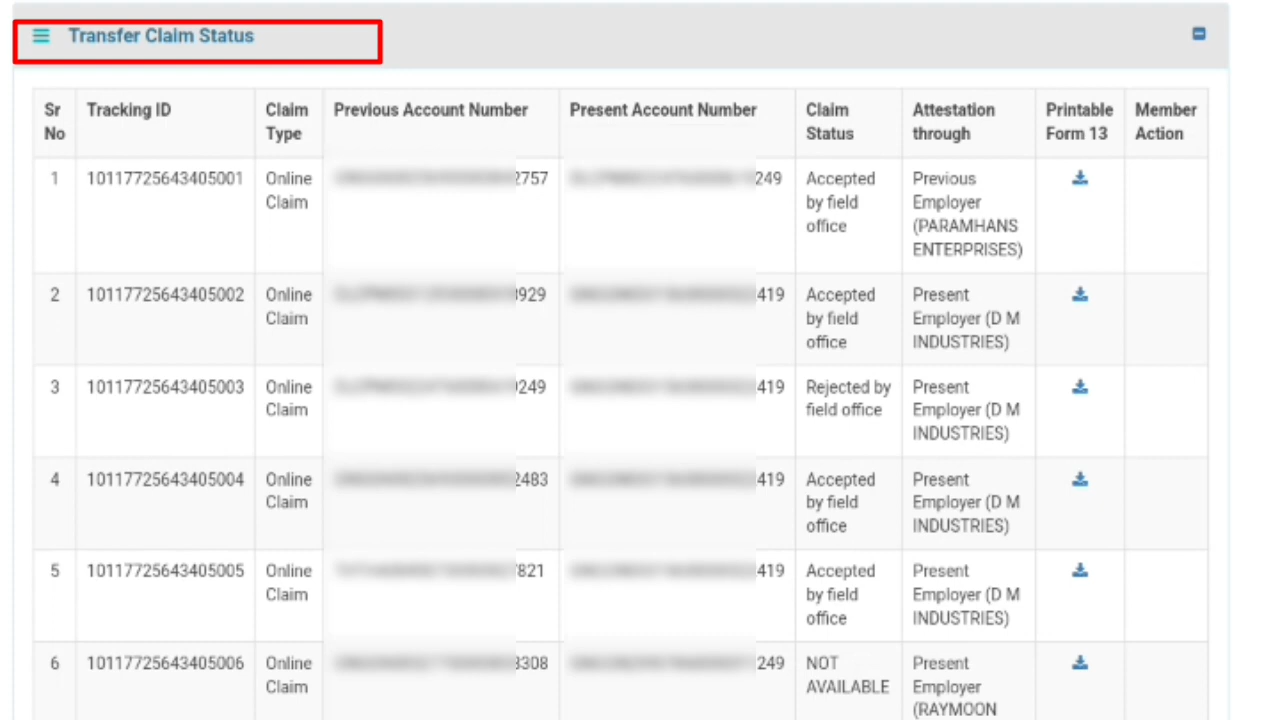 Transfer Claim Status
Sr No Tracking ID Claim Type Previous Account Number Present Account Number Claim Status Attestation through Printable Form 13 Member Action
1 10117725643405001 Online Claim 2757 249 Accepted by field office Previous Employer (PARAMHANS ENTERPRISES)
2 10117725643405002 Online Claim 929 419 Accepted by field office Present Employer (D M INDUSTRIES)
3 10117725643405003 Online Claim 249 419 Rejected by field office Present Employer (D M INDUSTRIES)
4 10117725643405004 Online Claim 2483 419 Accepted by field office Present Employer (D M INDUSTRIES)
5 10117725643405005 Online Claim 821 419 Accepted by field office Present Employer (D M INDUSTRIES)
6 10117725643405006 Online Claim 3308 249 NOT AVAILABLE Present Employer (RAYMOON